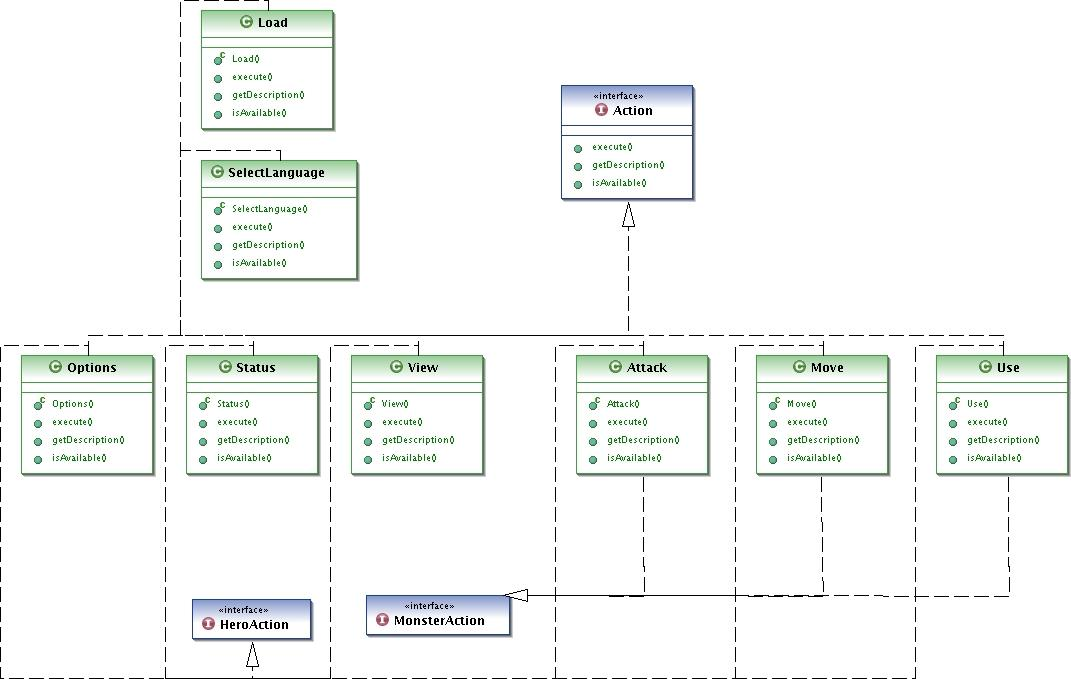 Load
Load()
execute()
getDescription()
isAvailable()
«interface»
Action
execute()
getDescription()
isAvailable()
SelectLanguage
SelectLanguage()
execute()
getDescription()
isAvailable()
Options
Options()
execute()
getDescription()
isAvailable()
Status
Status()
execute()
getDescription()
isAvailable()
View
View()
execute()
getDescription()
isAvailable()
Attack
Attack()
execute()
getDescription()
isAvailable()
Move
Move()
execute()
getDescription()
isAvailable()
Use
Use()
execute()
getDescription()
isAvailable()
«interface»
HeroAction
«interface»
MonsterAction